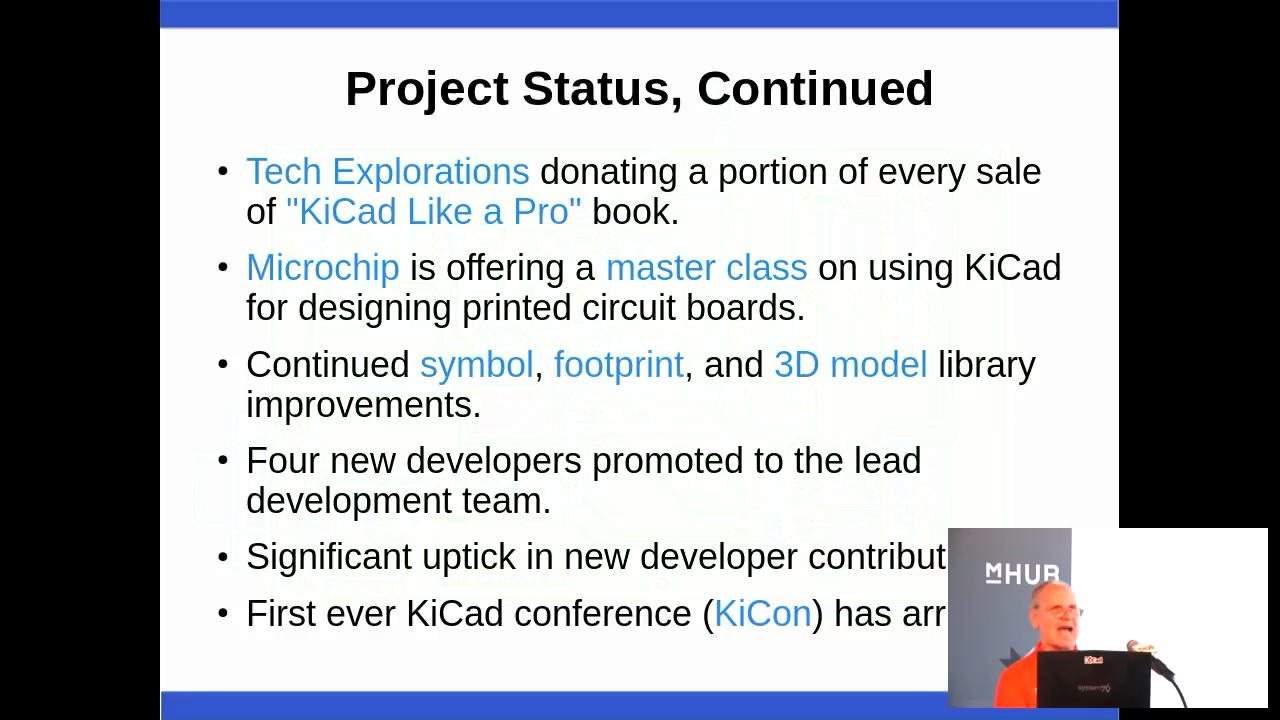 Project Status, Continued
• Tech Explorations donating a portion of every sale
of "KiCad Like a Pro" book.
• Microchip is offering a master class on using KiCad
for designing printed circuit boards.
• Continued symbol, footprint, and 3D model library
improvements.
• Four new developers promoted to the lead
development team.
• Significant uptick in new developer contribut
• First ever KiCad conference (KiCon) has arr
MHUB
KiCad
system76